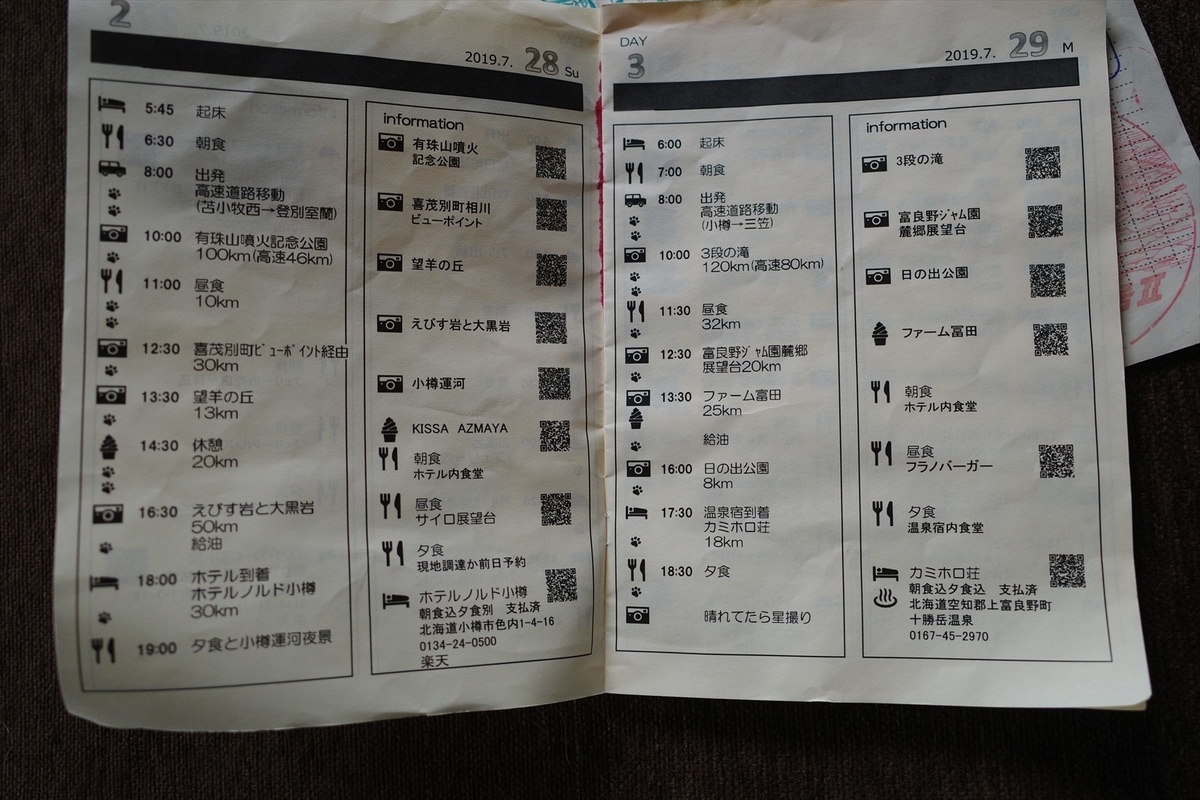 2
2019.7. 28 Su
5:45 起床
6:30 朝食
8:00 出発
高速道路移動
(苫小牧西→登別室蘭)
10:00 有珠山噴火記念公園
100km(高速46km)
11:00 昼食
10km
12:30 喜茂別町ﾋﾞｭｰﾎﾟｲﾝﾄ経由
30km
13:30 望羊の丘
13km
14:30 休憩
20km
16:30 えびす岩と大黒岩
50km
給油
18:00 ホテル到着
ホテルノルド小樽
30km
19:00 夕食と小樽運河夜景
information
有珠山噴火
記念公園
喜茂別町相川
ビューポイント
望羊の丘
えびす岩と大黒岩
小樽運河
KISSA AZMAYA
朝食
ホテル内食堂
昼食
サイロ展望台
夕食
現地調達か前日予約
ホテルノルド小樽
朝食込夕食別 支払済
北海道小樽市色内1-4-16
0134-24-0500
楽天
DAY
3
2019.7. 29 M
6:00 起床
7:00 朝食
8:00 出発
高速道路移動
(小樽→三笠)
10:00 3段の滝
120km(高速80km)
11:30 昼食
32km
12:30 富良野ｼﾞｬﾑ園麓郷
展望台20km
13:30 ファーム富田
25km
給油
16:00 日の出公園
8km
17:30 温泉宿到着
カミホロ荘
18km
18:30 夕食
晴れてたら星撮り
information
3段の滝
富良野ｼﾞｬﾑ園
麓郷展望台
日の出公園
ファーム冨田
朝食
ホテル内食堂
昼食
フラノバーガー
夕食
温泉宿内食堂
カミホロ荘
朝食込夕食込 支払済
北海道空知郡上富良野町
十勝岳温泉
0167-45-2970